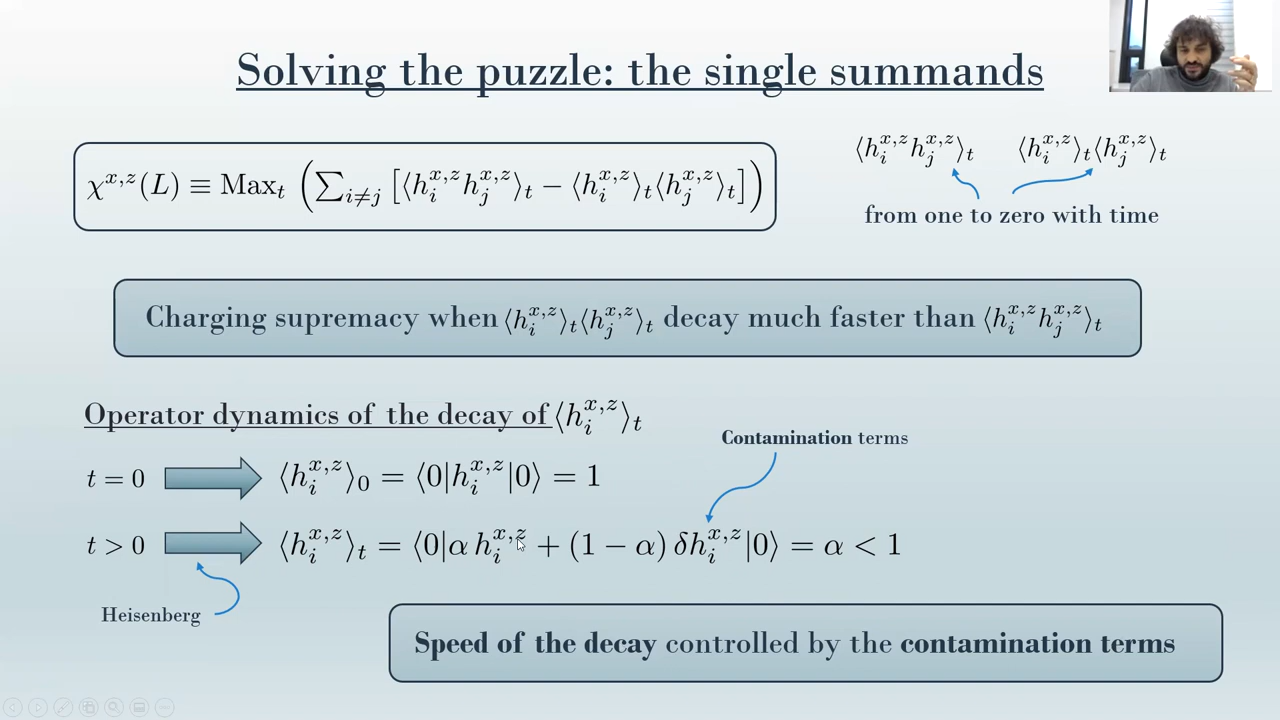 Solving the puzzle: the single summands
χ^{x,z}(L) ≡ Max_t (∑_{i≠j} [⟨h_i^{x,z} h_j^{x,z}⟩_t − ⟨h_i^{x,z}⟩_t⟨h_j^{x,z}⟩_t])
⟨h_i^{x,z} h_j^{x,z}⟩_t ⟨h_i^{x,z}⟩_t⟨h_j^{x,z}⟩_t
from one to zero with time
Charging supremacy when ⟨h_i^{x,z}⟩_t⟨h_j^{x,z}⟩_t decay much faster than ⟨h_i^{x,z} h_j^{x,z}⟩_t
Operator dynamics of the decay of ⟨h_i^{x,z}⟩_t
Contamination terms
t = 0 ⟨h_i^{x,z}⟩_0 = ⟨0|h_i^{x,z}|0⟩ = 1
t > 0 ⟨h_i^{x,z}⟩_t = ⟨0|α h_i^{x,z} + (1 − α) δh_i^{x,z}|0⟩ = α < 1
Heisenberg
Speed of the decay controlled by the contamination terms